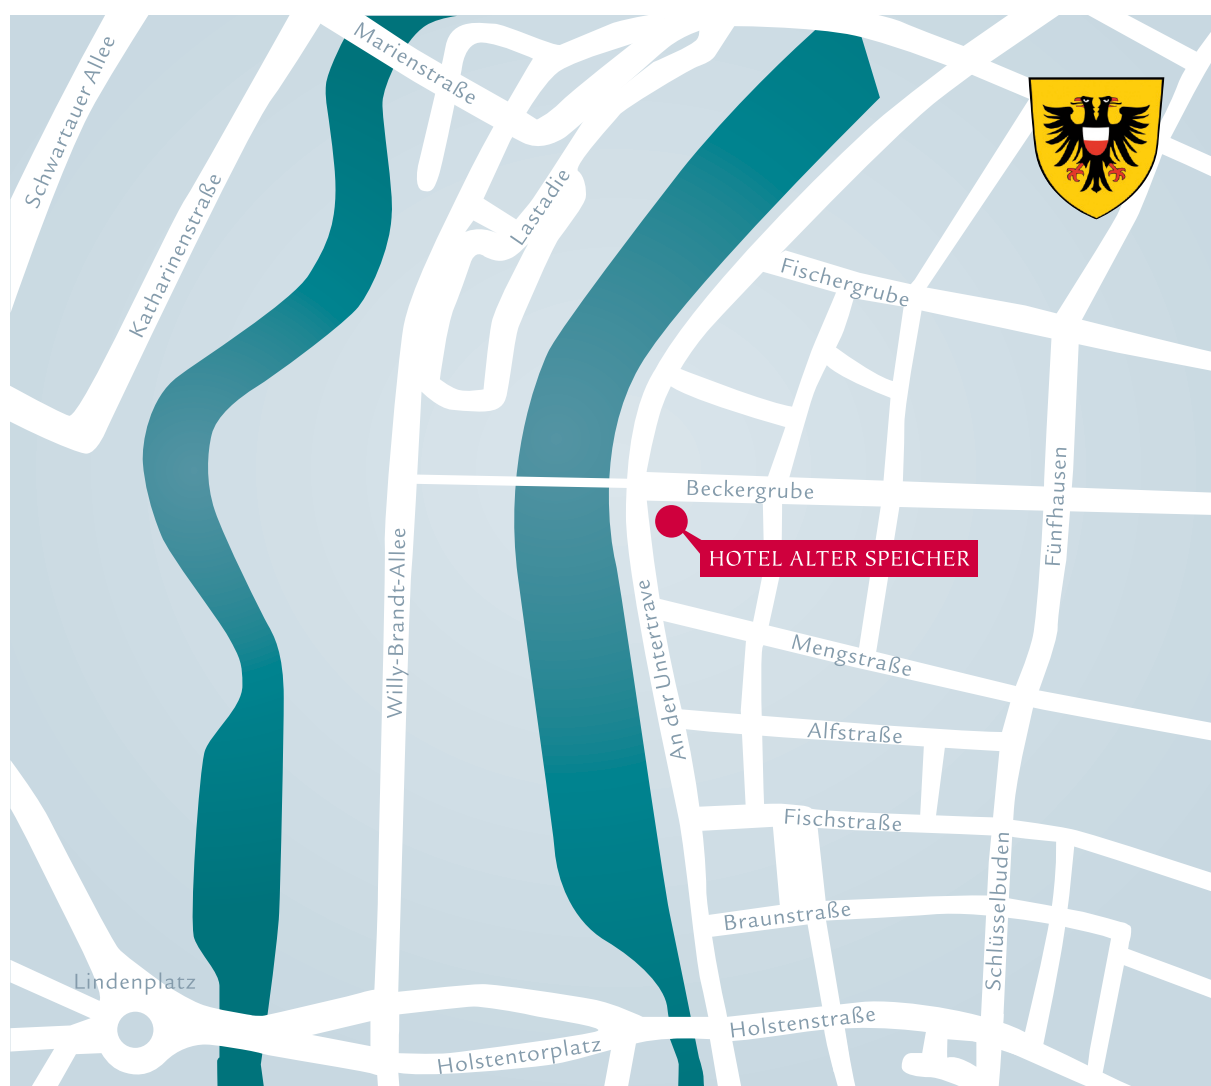 Schwartauer Allee
Marienstraße
Katharinenstraße
Lastadie
Fischergrube
Beckergrube
HOTEL ALTER SPEICHER
Fünfhausen
Willy-Brandt-Allee
An der Untertrave
Mengstraße
Alfstraße
Fischstraße
Schlüsselbuden
Braunstraße
Lindenplatz
Holstenstraße
Holstentorplatz